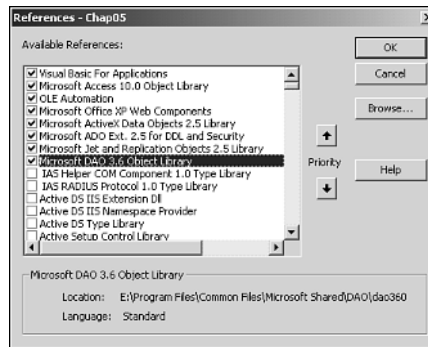 References - Chap05
Available References:
OK
Visual Basic For Applications
Microsoft Access 10.0 Object Library
Cancel
OLE Automation
Microsoft Office XP Web Components
Microsoft ActiveX Data Objects 2.5 Library
Browse...
Microsoft ADO Ext. 2.5 for DDL and Security
Microsoft Jet and Replication Objects 2.5 Library
Microsoft DAO 3.6 Object Library
Priority
Help
IAS Helper COM Component 1.0 Type Library
IAS RADIUS Protocol 1.0 Type Library
Active DS IIS Extension Dll
Active DS IIS Namespace Provider
Active DS Type Library
Active Setup Control Library
Microsoft DAO 3.6 Object Library
Location: E:\Program Files\Common Files\Microsoft Shared\DAO\dao360
Language: Standard